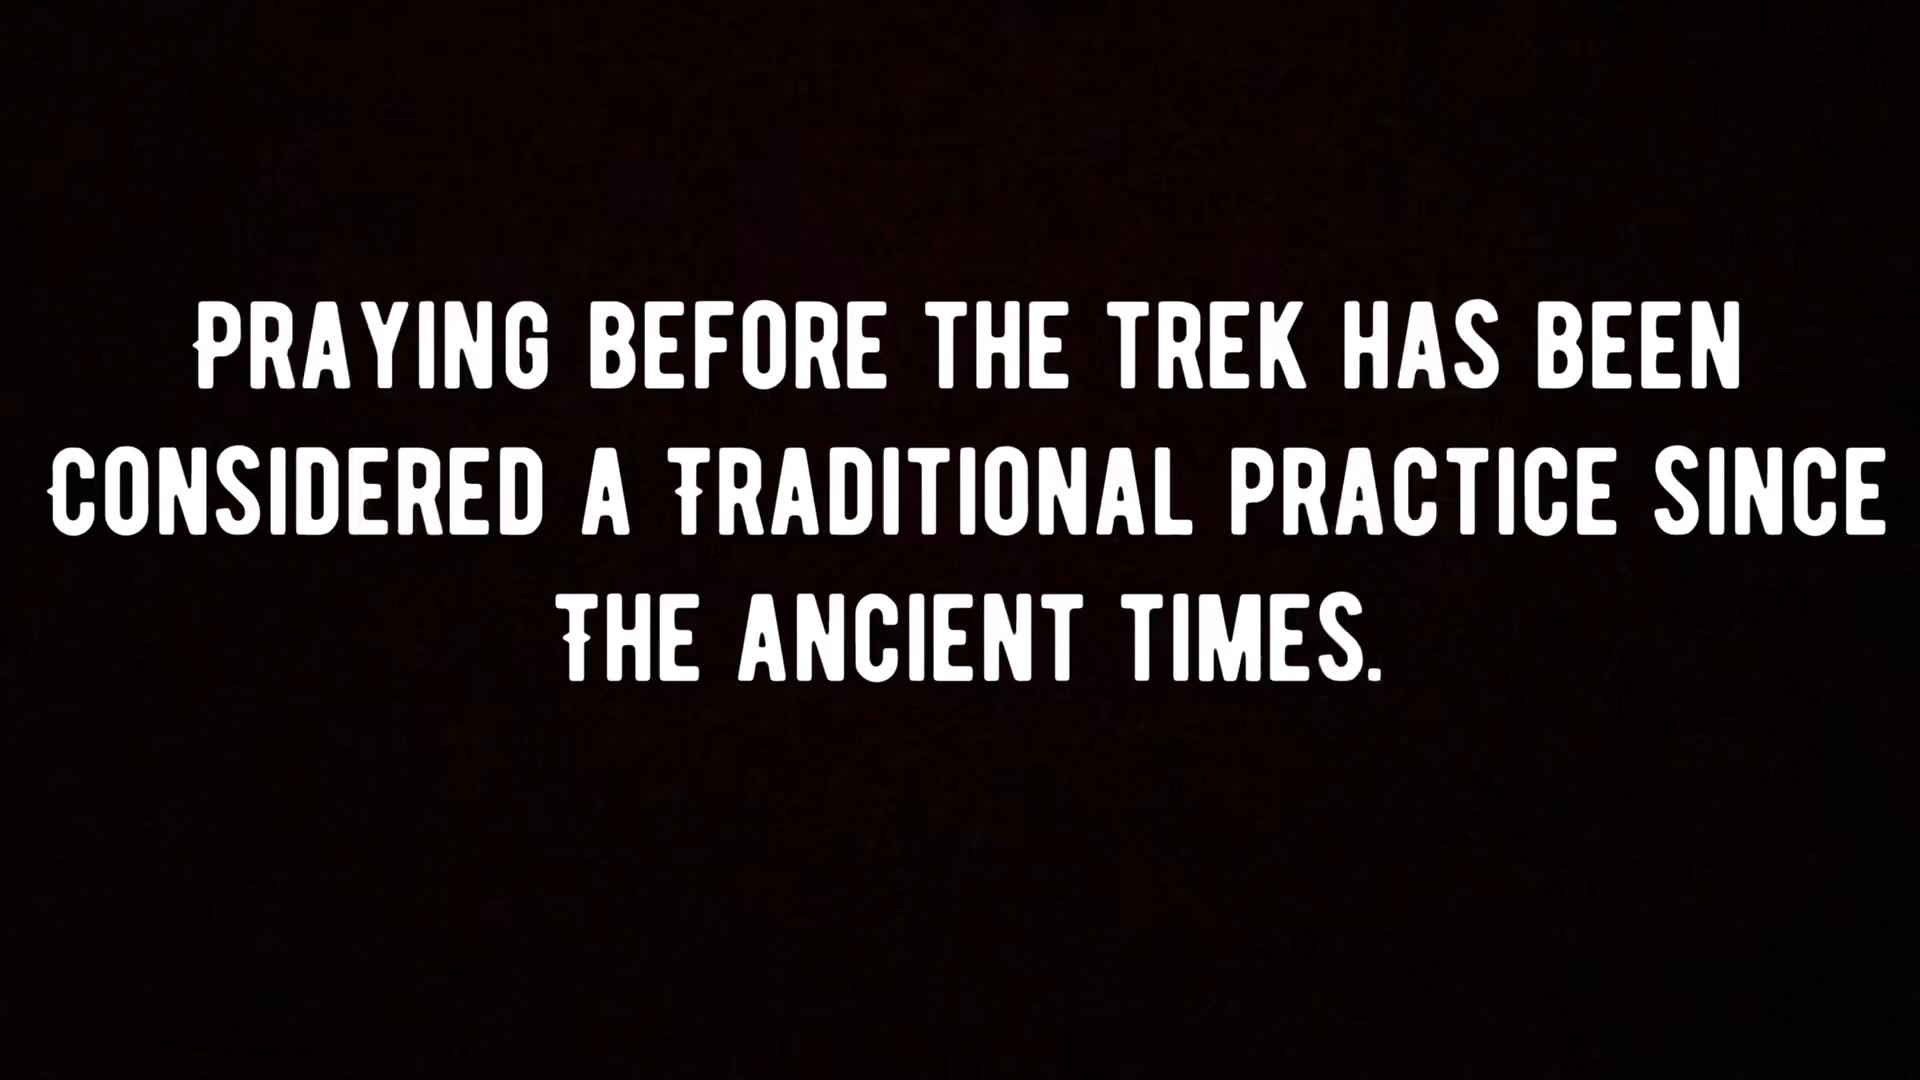 Praying before the trek has been
Considered a Traditional practice since
The ancient times.